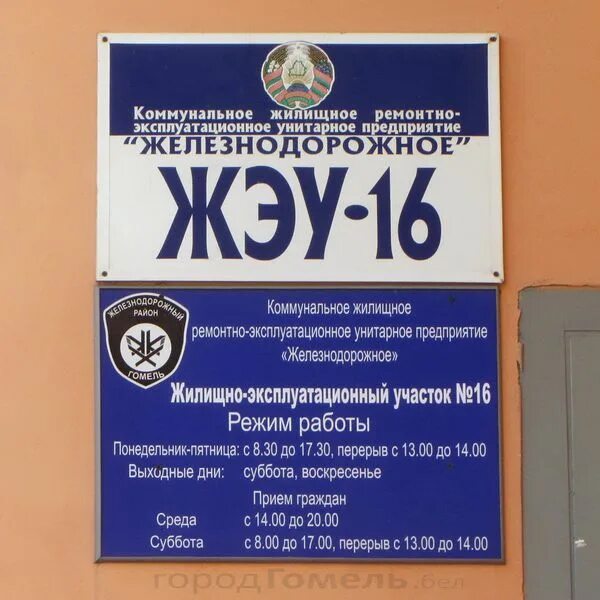 Коммунальное жилищное ремонтно-
эксплуатационное унитарное предприятие
"ЖЕЛЕЗНОДОРОЖНОЕ"
ЖЭУ-16
ЖЕЛЕЗНОДОРОЖНЫЙ
РАЙОН
ГОМЕЛЬ
Коммунальное жилищное
ремонтно-эксплуатационное унитарное предприятие
«Железнодорожное»
Жилищно-эксплуатационный участок №16
Режим работы
Понедельник-пятница: с 8.30 до 17.30, перерыв с 13.00 до 14.00
Выходные дни: суббота, воскресенье
Прием граждан
Среда с 14.00 до 20.00
Суббота с 8.00 до 17.00, перерыв с 13.00 до 14.00
городГомель.бел